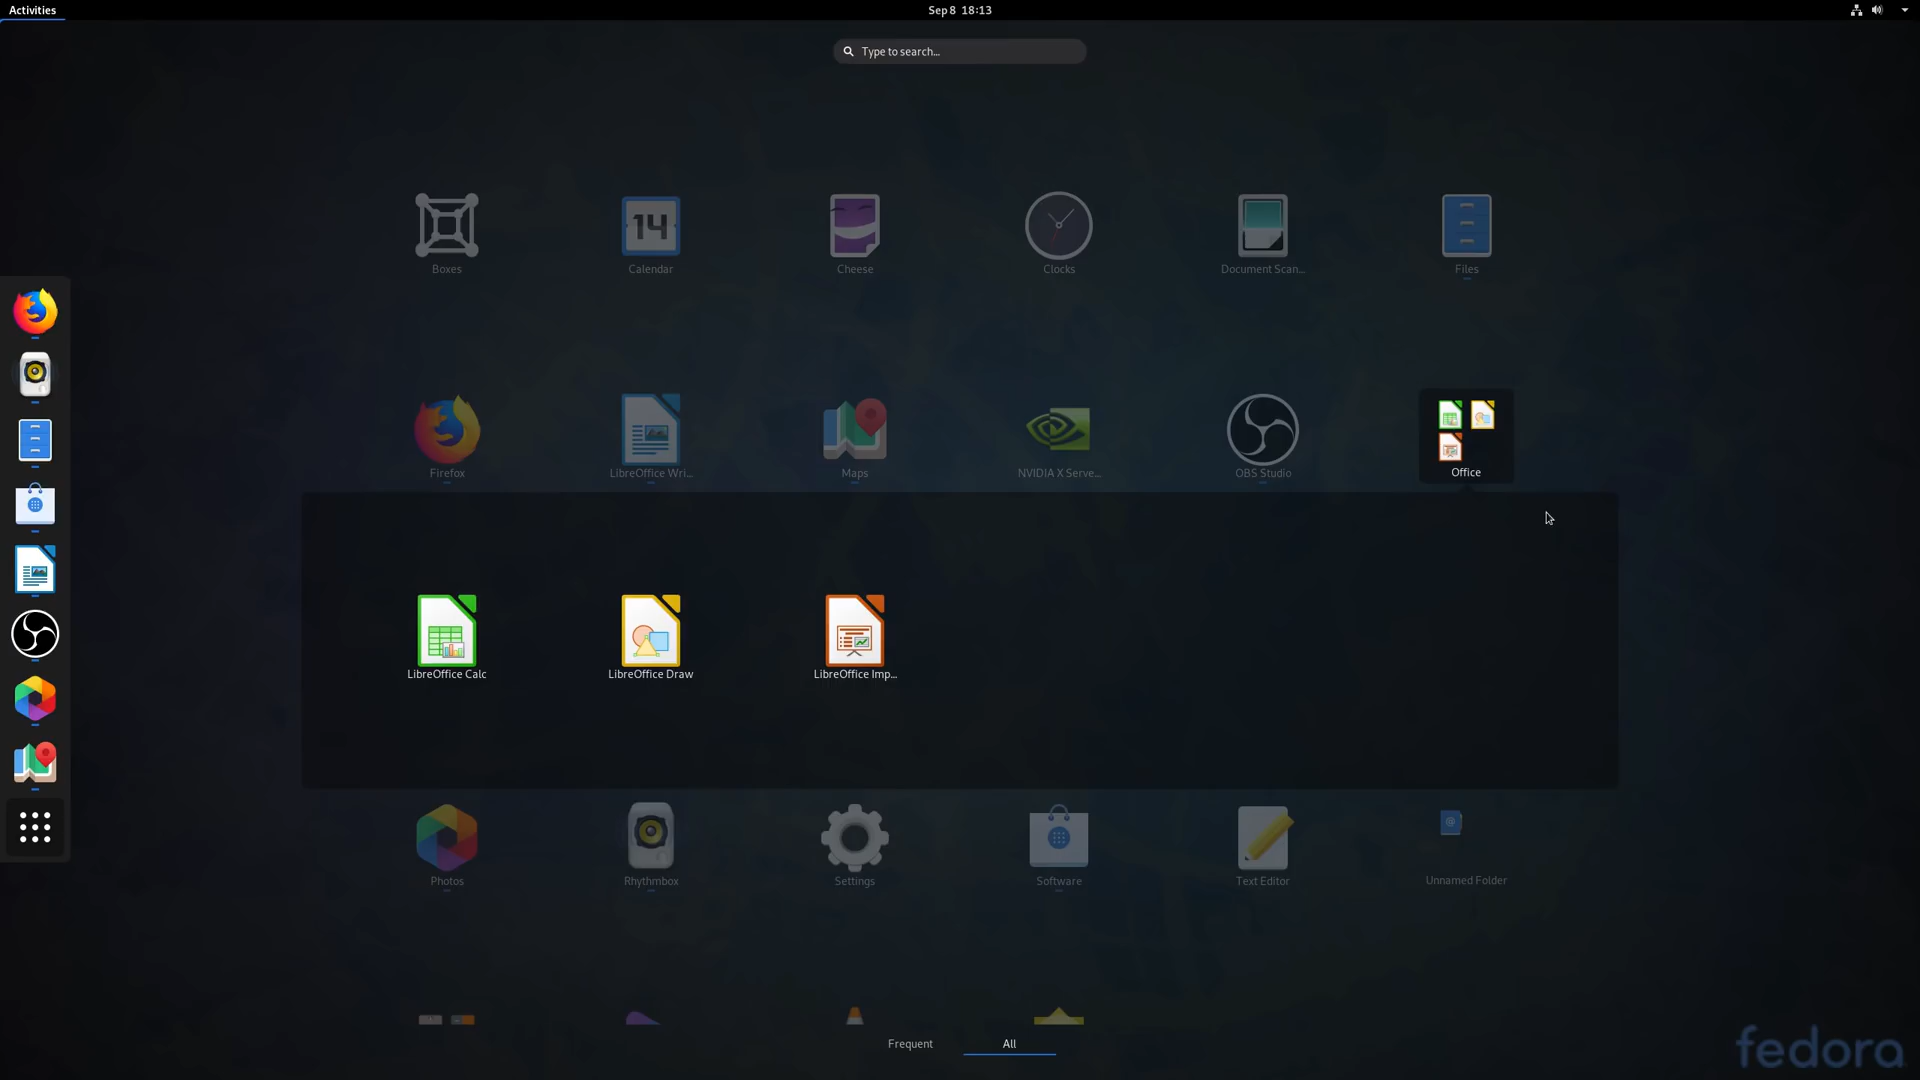 Activities
Sep 8 18:13
Type to search...
14
Boxes
Calendar
Cheese
Clocks
Document Scan...
Files
Firefox
LibreOffice Wri...
Maps
NVIDIA X Serve...
OBS Studio
Office
LibreOffice Calc
LibreOffice Draw
LibreOffice Imp...
@
Photos
Rhythmbox
Settings
Software
Text Editor
Unnamed Folder
Frequent
All
fedora